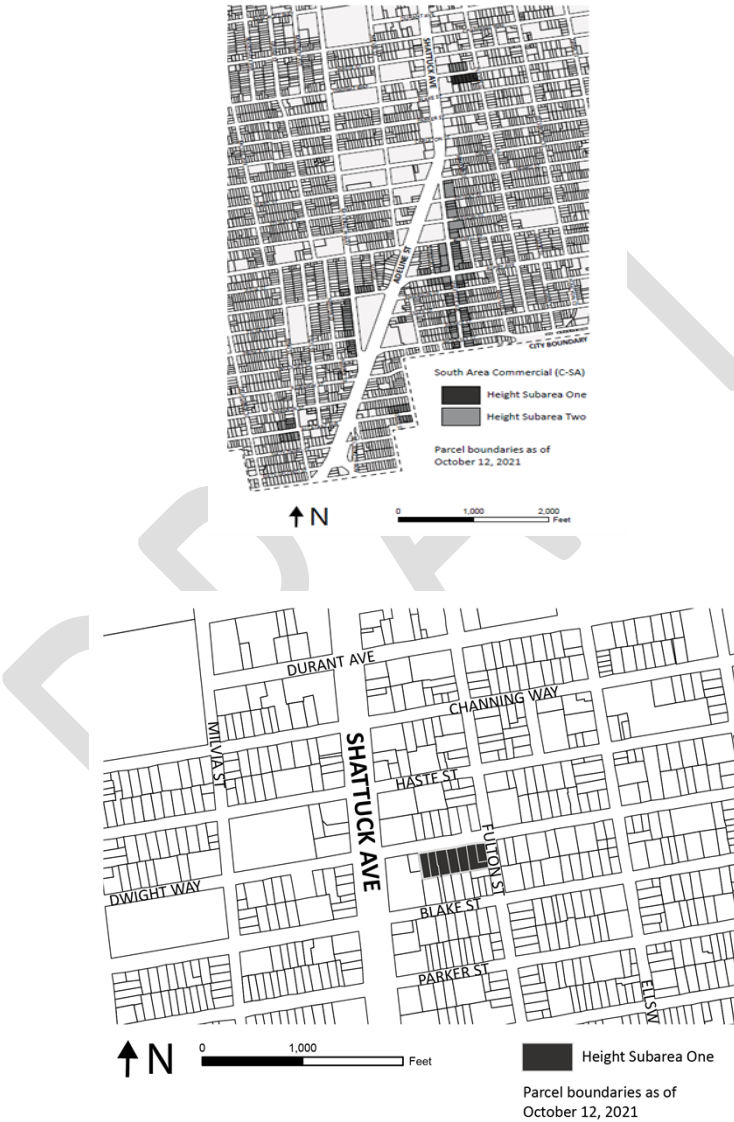 DURANT AVE
SHATTUCK AVE
ADELINE ST
CITY BOUNDARY
South Area Commercial (C-SA)
Height Subarea One
Height Subarea Two
Parcel boundaries as of
October 12, 2021
N
0 1,000 2,000
Feet
DURANT AVE
CHANNING WAY
MILVIA ST
SHATTUCK AVE
HASTE ST
FULTON ST
DWIGHT WAY
BLAKE ST
PARKER ST
ELSW
N
0 1,000
Feet
Height Subarea One
Parcel boundaries as of
October 12, 2021